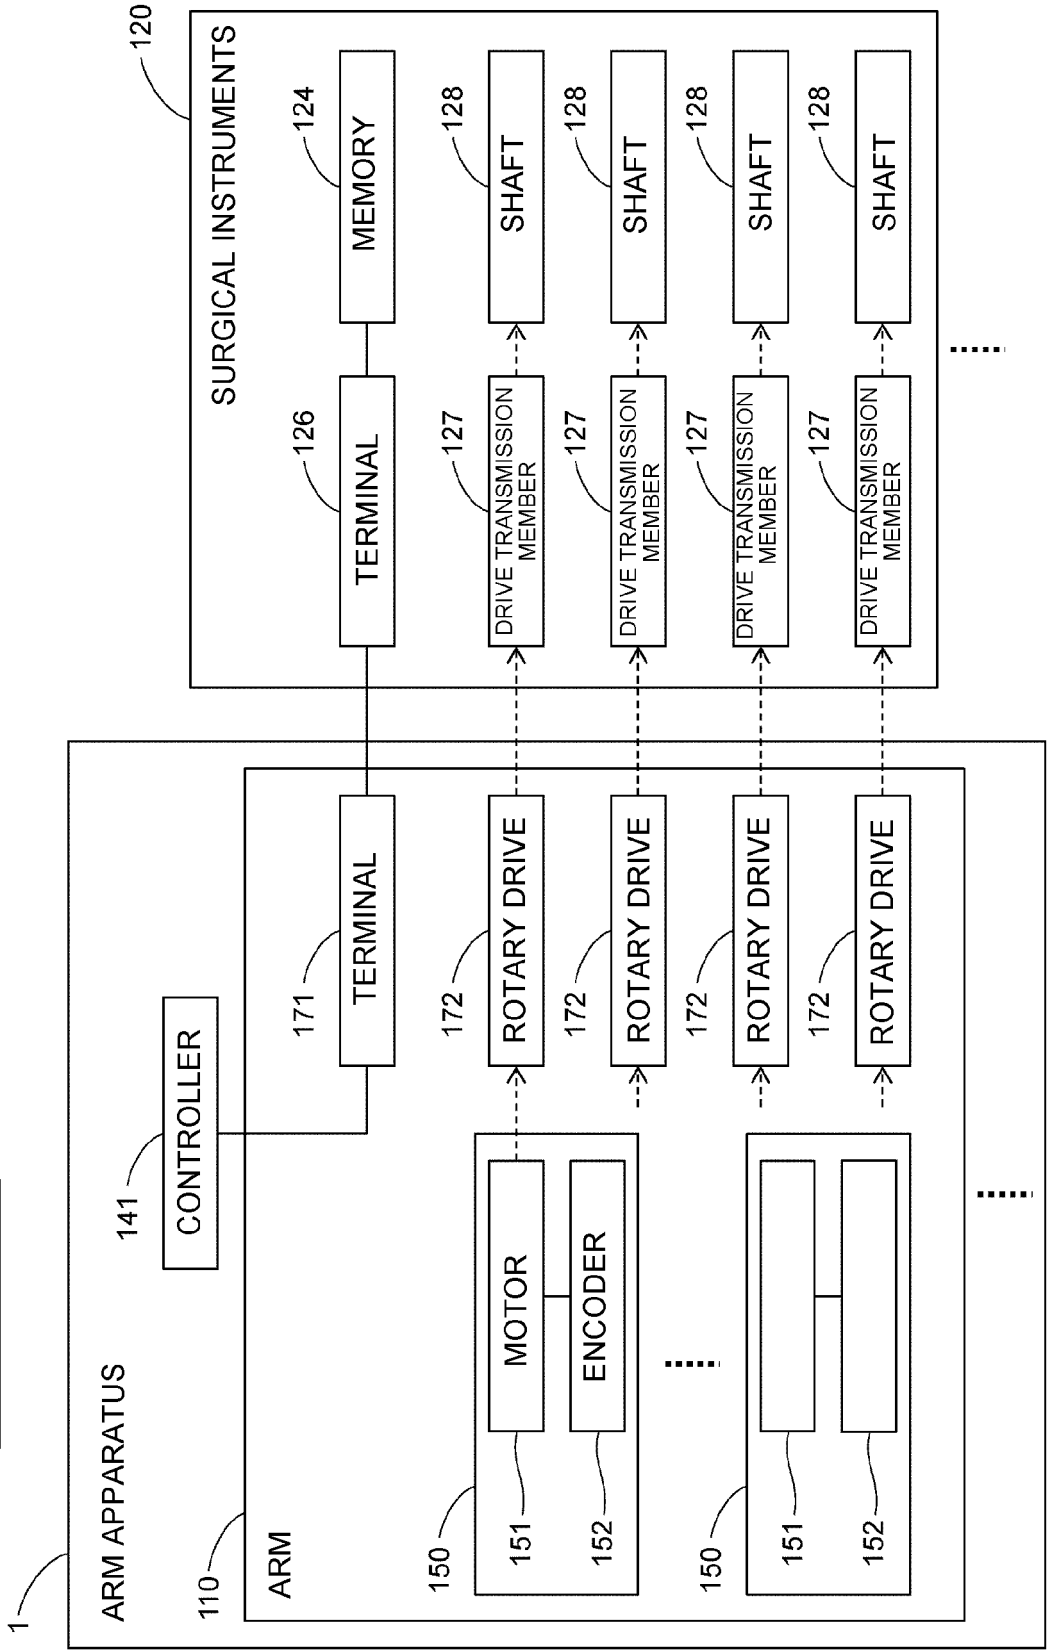 1
ARM APPARATUS
141
CONTROLLER
110
ARM
171
TERMINAL
150
151
MOTOR
152
ENCODER
172
ROTARY DRIVE
172
ROTARY DRIVE
172
ROTARY DRIVE
172
ROTARY DRIVE
150
151
152
120
SURGICAL INSTRUMENTS
126
TERMINAL
124
MEMORY
127
DRIVE TRANSMISSION
MEMBER
128
SHAFT
127
DRIVE TRANSMISSION
MEMBER
128
SHAFT
127
DRIVE TRANSMISSION
MEMBER
128
SHAFT
127
DRIVE TRANSMISSION
MEMBER
128
SHAFT